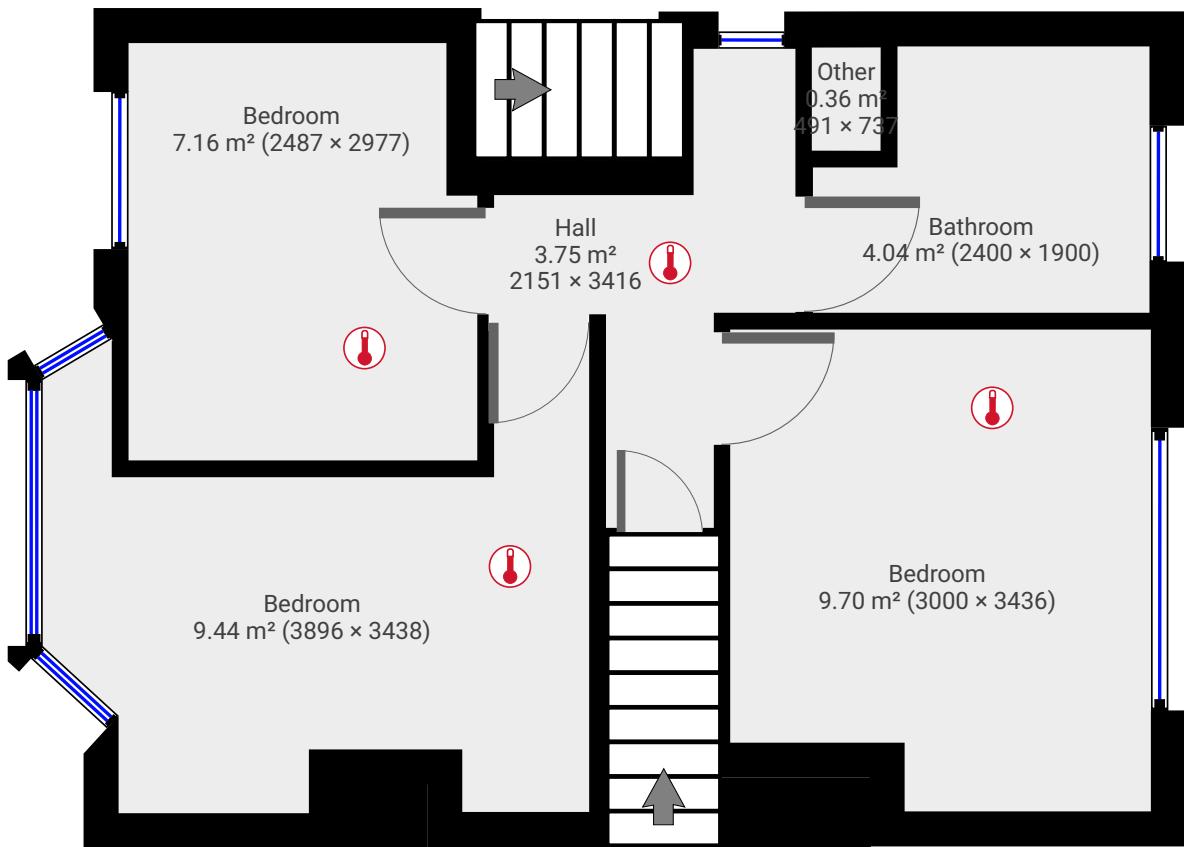 Bedroom
7.16 m² (2487 × 2977)
Other
0.36 m²
491 × 737
Hall
3.75 m²
2151 × 3416
Bathroom
4.04 m² (2400 × 1900)
Bedroom
9.44 m² (3896 × 3438)
Bedroom
9.70 m² (3000 × 3436)